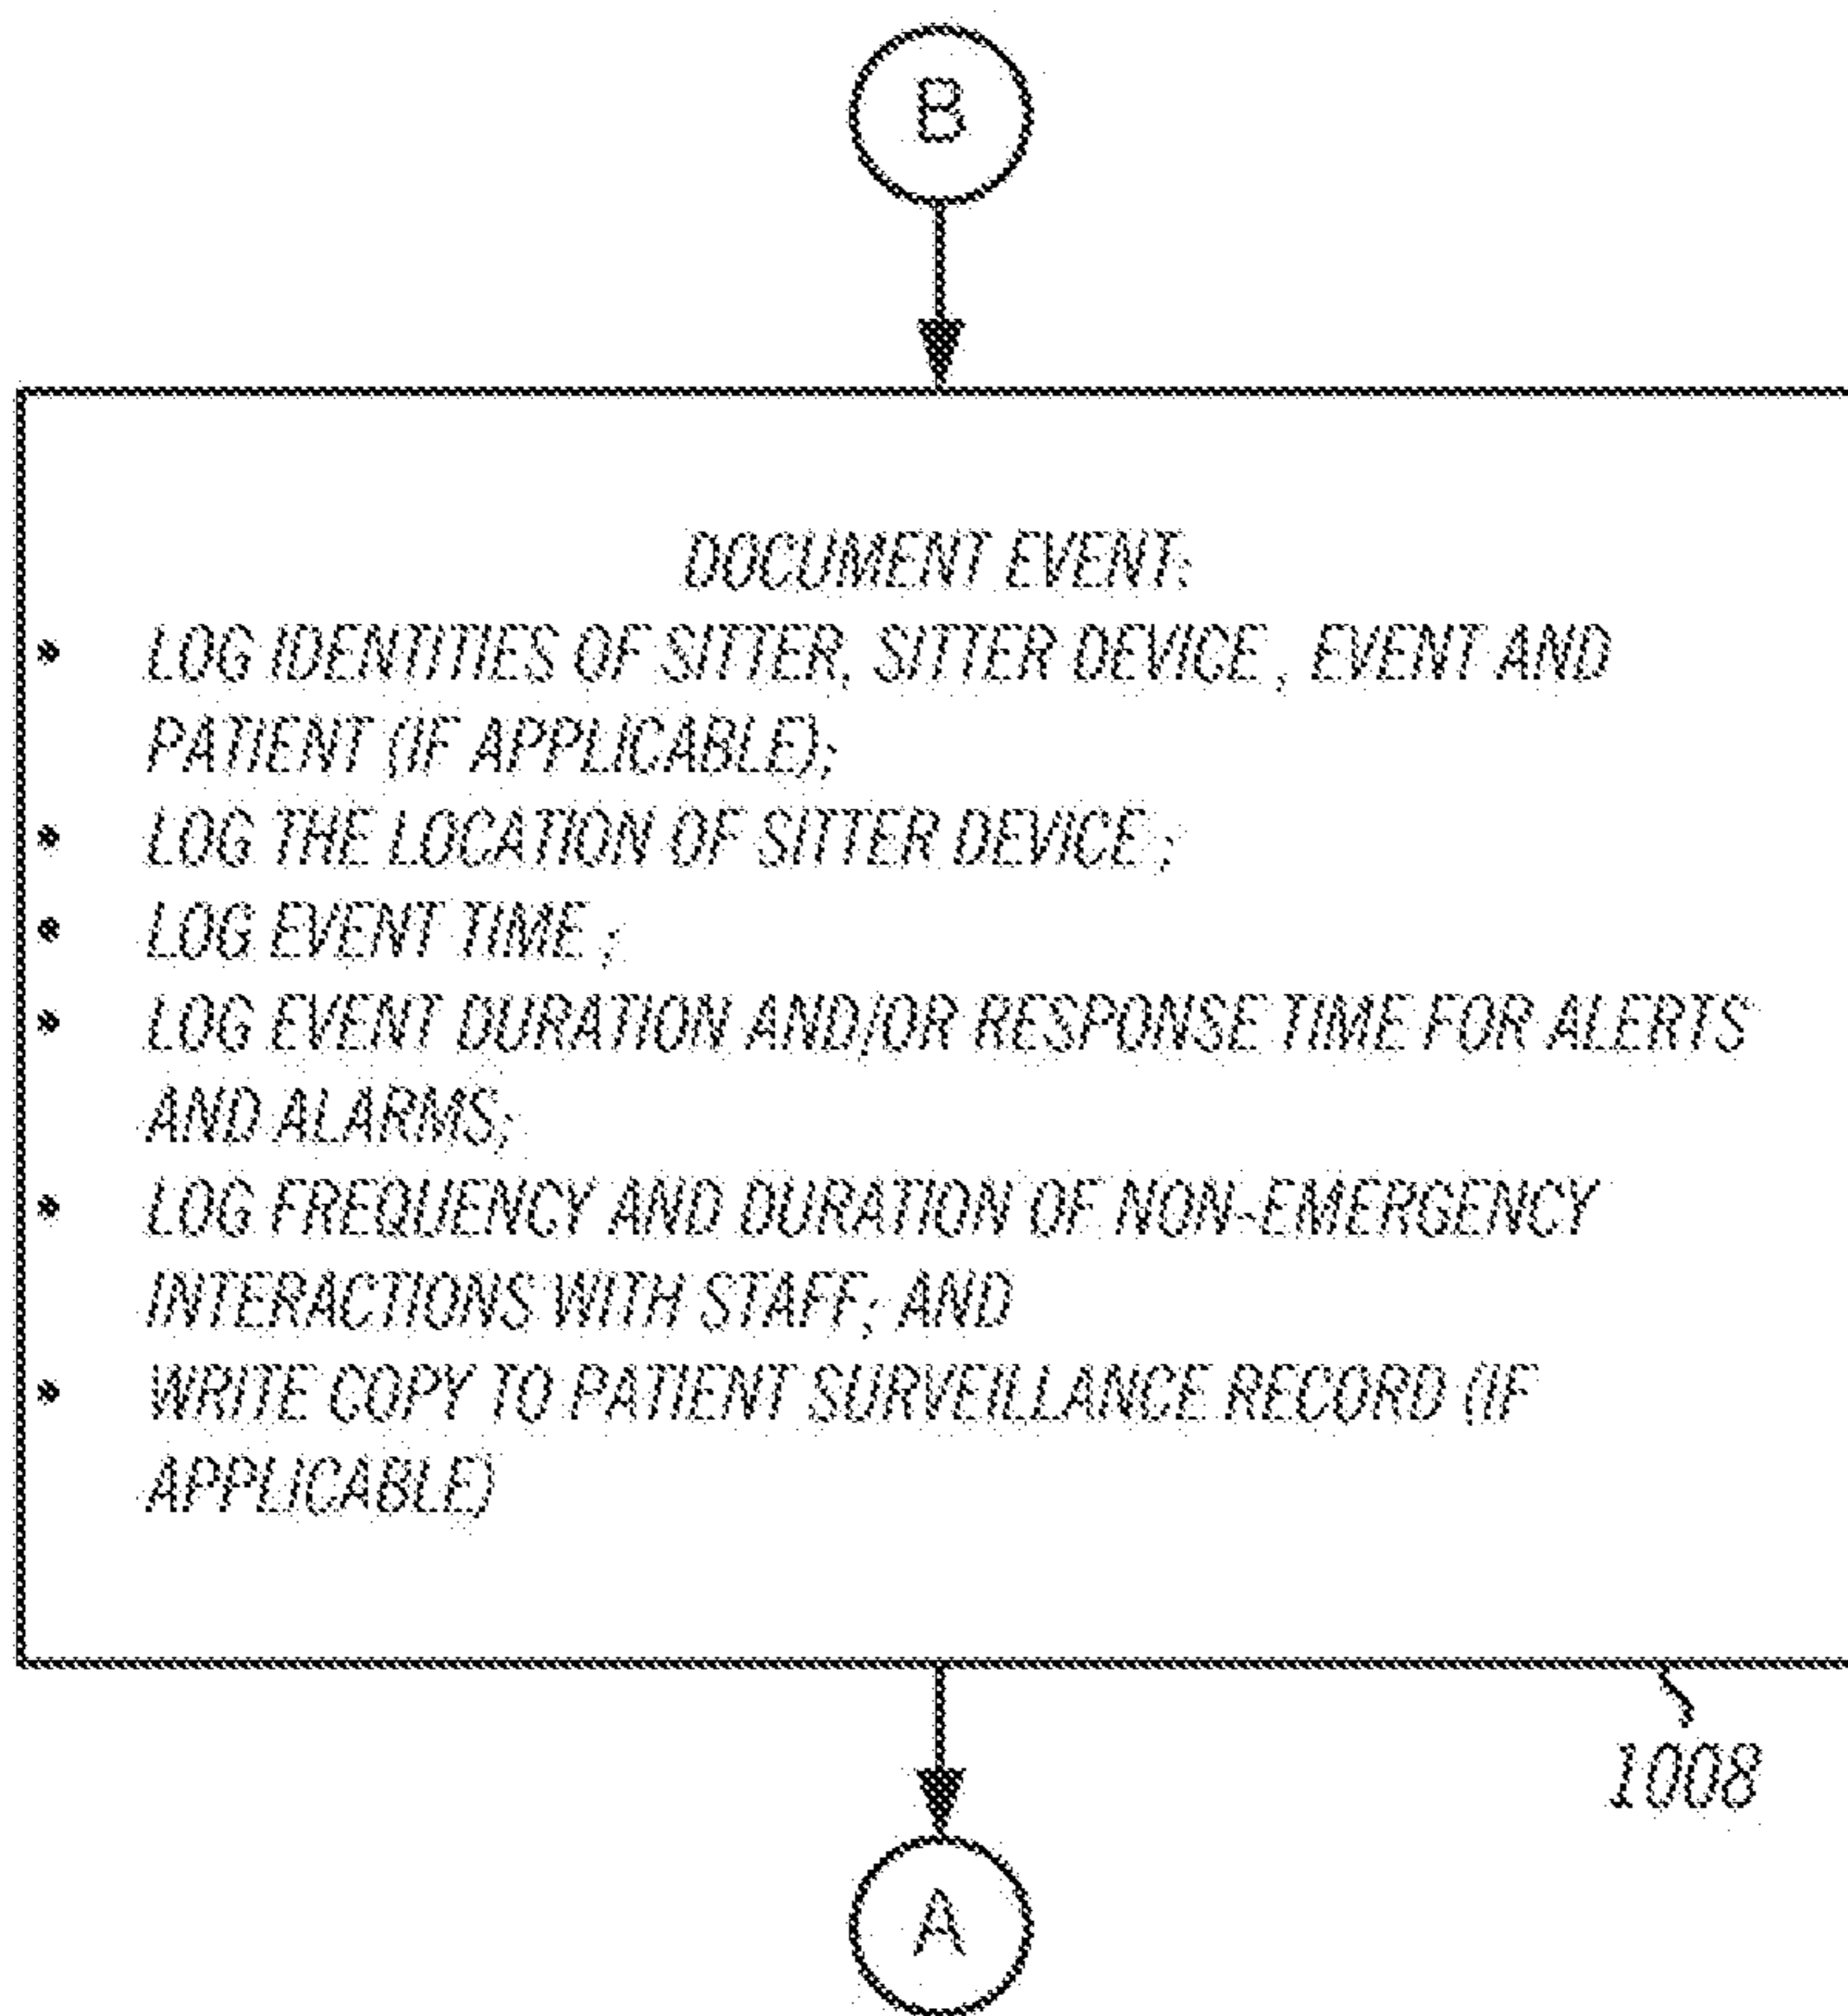 B
DOCUMENT EVENT:
• LOG IDENTITIES OF SITTER, SITTER DEVICE , EVENT AND
PATIENT (IF APPLICABLE);
• LOG THE LOCATION OF SITTER DEVICE ;
• LOG EVENT TIME ;
• LOG EVENT DURATION AND/OR RESPONSE TIME FOR ALERTS
AND ALARMS;
• LOG FREQUENCY AND DURATION OF NON-EMERGENCY
INTERACTIONS WITH STAFF; AND
• WRITE COPY TO PATIENT SURVEILLANCE RECORD (IF
APPLICABLE)
1008
A